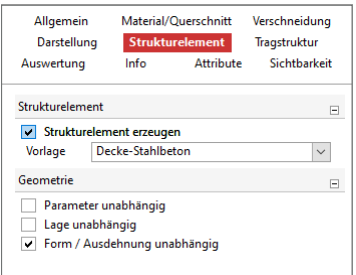 Allgemein Material/Querschnitt Verschneidung
Darstellung Strukturelement Tragstruktur
Auswertung Info Attribute Sichtbarkeit
Strukturelement
Strukturelement erzeugen
Vorlage Decke-Stahlbeton
Geometrie
Parameter unabhängig
Lage unabhängig
Form / Ausdehnung unabhängig